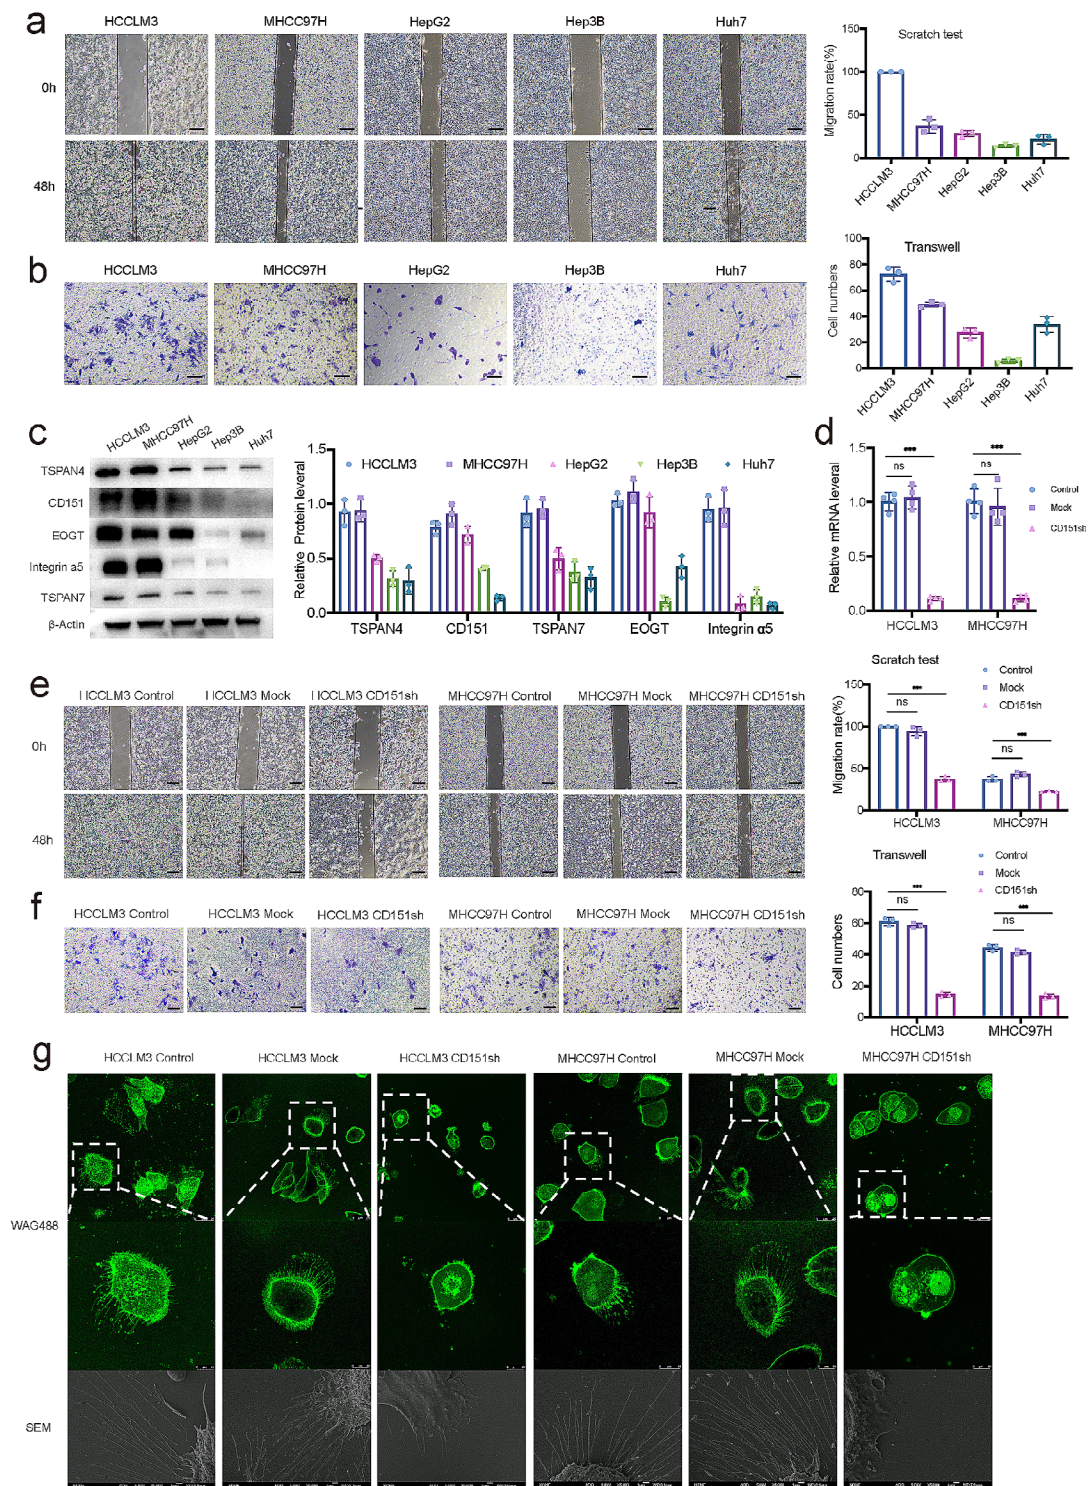 a
HCCLM3 MHCC97H HepG2 Hep3B Huh7
0h
48h
Scratch test
Migration rate(%)
150
100
50
0
HCCLM3 MHCC97H HepG2 Hep3B Huh7
b
HCCLM3 MHCC97H HepG2 Hep3B Huh7
Transwell
Cell numbers
100
80
60
40
20
0
HCCLM3 MHCC97H HepG2 Hep3B Huh7
c
HCCLM3 MHCC97H HepG2 Hep3B Huh7
TSPAN4
CD151
EOGT
Integrin a5
TSPAN7
β-Actin
HCCLM3 MHCC97H HepG2 Hep3B Huh7
Relative Protein leveral
1.5
1.0
0.5
0.0
TSPAN4 CD151 TSPAN7 EOGT Integrin α5
d
Relative mRNA leveral
1.5
1.0
0.5
0.0
*** ***
ns ns
Control
Mock
CD151sh
HCCLM3 MHCC97H
e
HCCLM3 Control HCCLM3 Mock HCCLM3 CD151sh MHCC97H Control MHCC97H Mock MHCC97H CD151sh
0h
48h
Scratch test
Control
Mock
CD151sh
Migration rate(%)
150
100
50
0
***
ns
***
ns
HCCLM3 MHCC97H
f
HCCLM3 Control HCCLM3 Mock HCCLM3 CD151sh MHCC97H Control MHCC97H Mock MHCC97H CD151sh
Transwell
Control
Mock
CD151sh
Cell numbers
80
60
40
20
0
***
ns
***
ns
HCCLM3 MHCC97H
g
HCCLM3 Control HCCLM3 Mock HCCLM3 CD151sh MHCC97H Control MHCC97H Mock MHCC97H CD151sh
WAG488
SEM